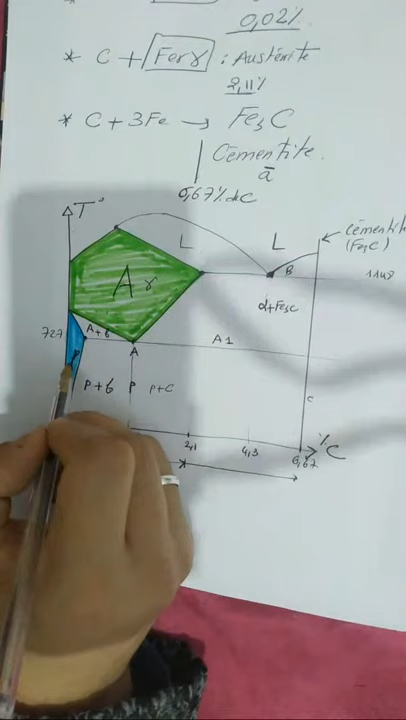 0,02%
* C + Fer γ : Austénite
2,11%
* C + 3Fe → Fe3C
Cémentite
à
6,67% de C
T°
L
L
Cémentite
(Fe3C)
B
1148
A γ
α+Fe3C
727
A+б
A
A1
P+б
P
P+C
C
2,1
4,3
6,67
%C